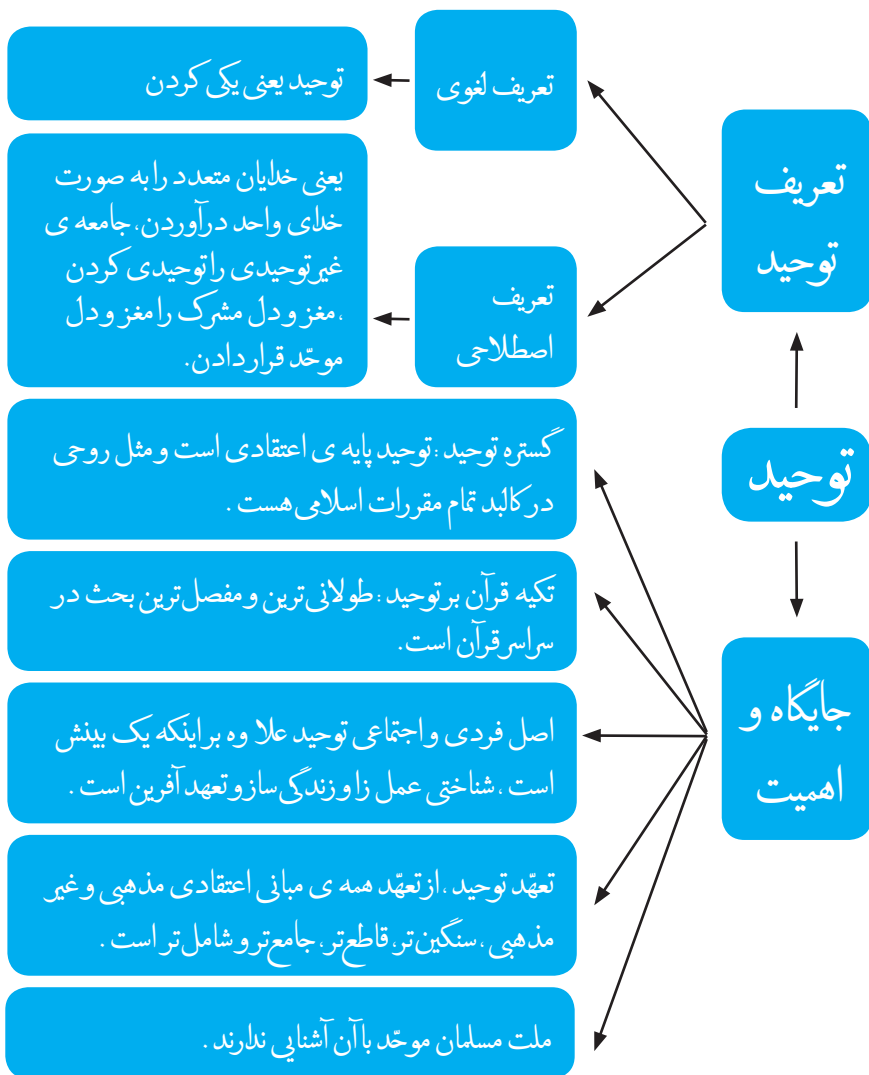 توحید
تعریف
توحید
تعریف لغوی
توحید یعنی یکی کردن
تعریف
اصطلاحی
یعنی خدایان متعدد را به صورت
خدای واحد درآوردن، جامعه ی
غیرتوحیدی را توحیدی کردن
،مغز و دل مشرک را مغز و دل
موحّد قرار دادن.
جایگاه و
اهمیت
گستره توحید :توحید پایه ی اعتقادی است و مثل روحی
در کالبد تمام مقررات اسلامی هست .
تکیه قرآن بر توحید :طولانی‌ترین و مفصل‌ترین بحث در
سراسر قرآن است.
اصل فردی و اجتماعی توحید علا وه بر اینکه یک بینش
است ، شناختی عمل زا و زندگی ساز و تعهد آفرین است .
تعهّد توحید ،از تعهّد همه ی مبانی اعتقادی مذهبی و غیر
مذهبی ، سنگین‌تر، قاطع‌تر، جامع‌تر و شامل‌تر است .
ملت مسلمان موحّد با آن آشنایی ندارند .